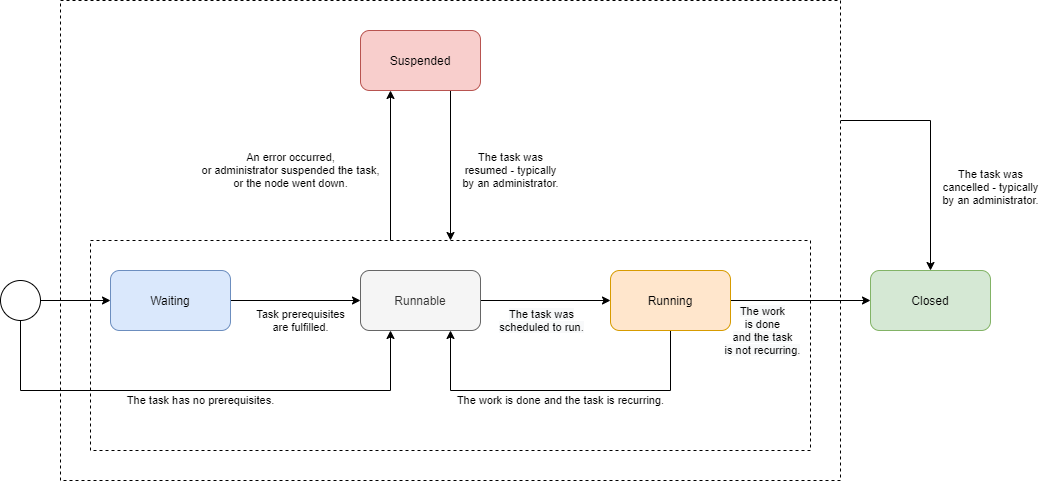 Suspended
An error occurred,
or administrator suspended the task,
or the node went down.
The task was
resumed - typically
by an administrator.
The task was
cancelled - typically
by an administrator.
Waiting
Task prerequisites
are fulfilled.
Runnable
The task was
scheduled to run.
Running
The work
is done
and the task
is not recurring.
Closed
The task has no prerequisites.
The work is done and the task is recurring.